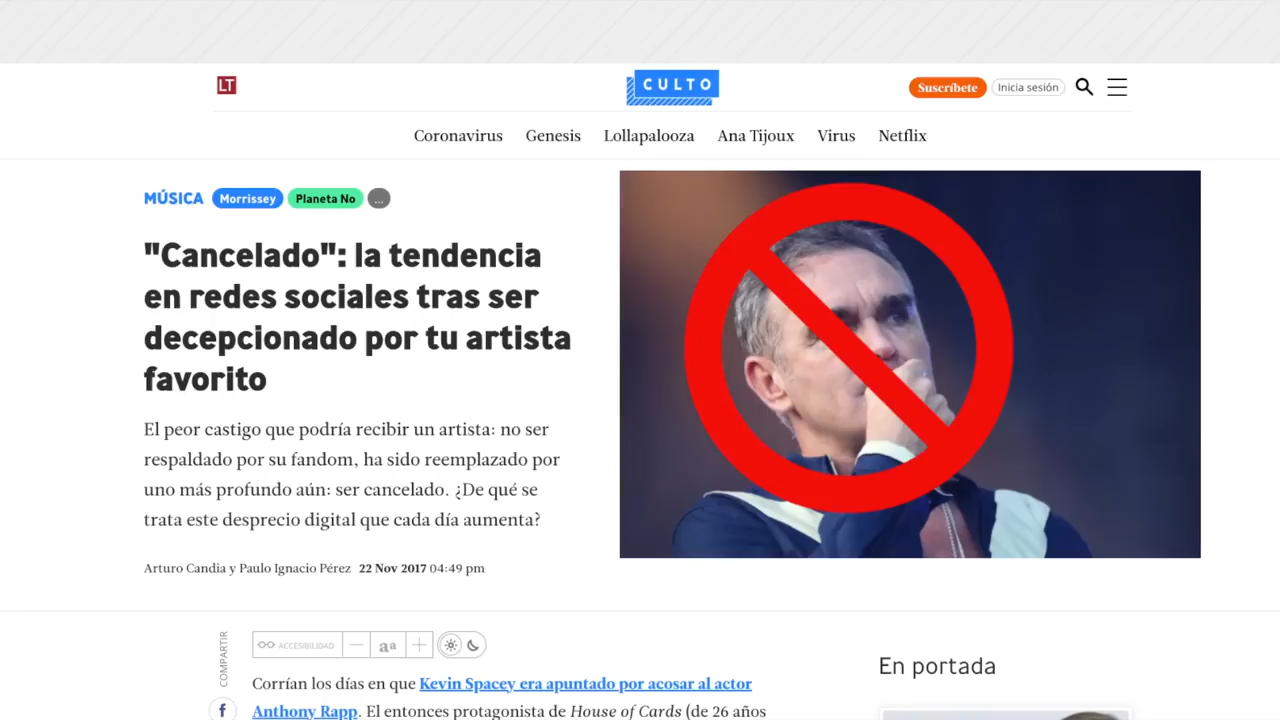 LT
CULTO
Suscríbete
Inicia sesión
Coronavirus Genesis Lollapalooza Ana Tijoux Virus Netflix
MÚSICA Morrissey Planeta No ...
"Cancelado": la tendencia
en redes sociales tras ser
decepcionado por tu artista
favorito
El peor castigo que podría recibir un artista: no ser
respaldado por su fandom, ha sido reemplazado por
uno más profundo aún: ser cancelado. ¿De qué se
trata este desprecio digital que cada día aumenta?
Arturo Candia y Paulo Ignacio Pérez 22 Nov 2017 04:49 pm
COMPARTIR
ACCESIBILIDAD
aa
Corrían los días en que Kevin Spacey era apuntado por acosar al actor
Anthony Rapp. El entonces protagonista de House of Cards (de 26 años
En portada